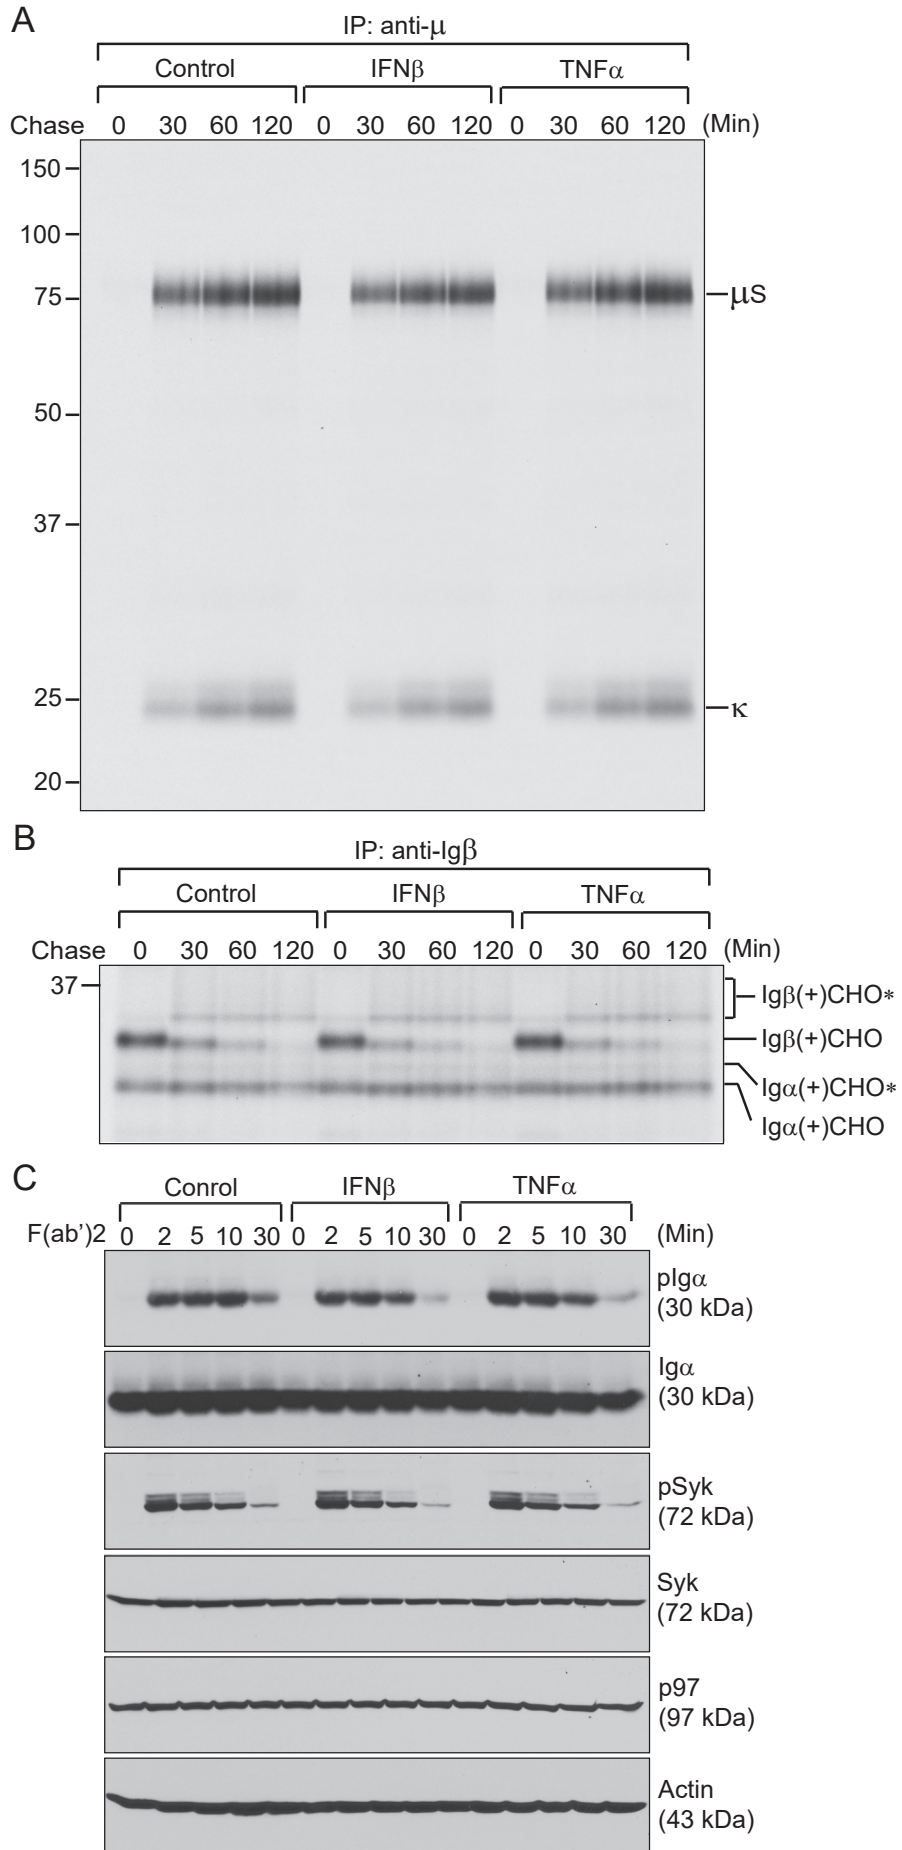 A
IP: anti-μ
Control IFNβ TNFα
Chase 0 30 60 120 0 30 60 120 0 30 60 120 (Min)
150
100
75
μS
50
37
25
κ
20
B
IP: anti-Igβ
Control IFNβ TNFα
Chase 0 30 60 120 0 30 60 120 0 30 60 120 (Min)
37
Igβ(+)CHO*
Igβ(+)CHO
Igα(+)CHO*
Igα(+)CHO
C
Conrol IFNβ TNFα
F(ab')2 0 2 5 10 30 0 2 5 10 30 0 2 5 10 30 (Min)
pIgα
(30 kDa)
Igα
(30 kDa)
pSyk
(72 kDa)
Syk
(72 kDa)
p97
(97 kDa)
Actin
(43 kDa)